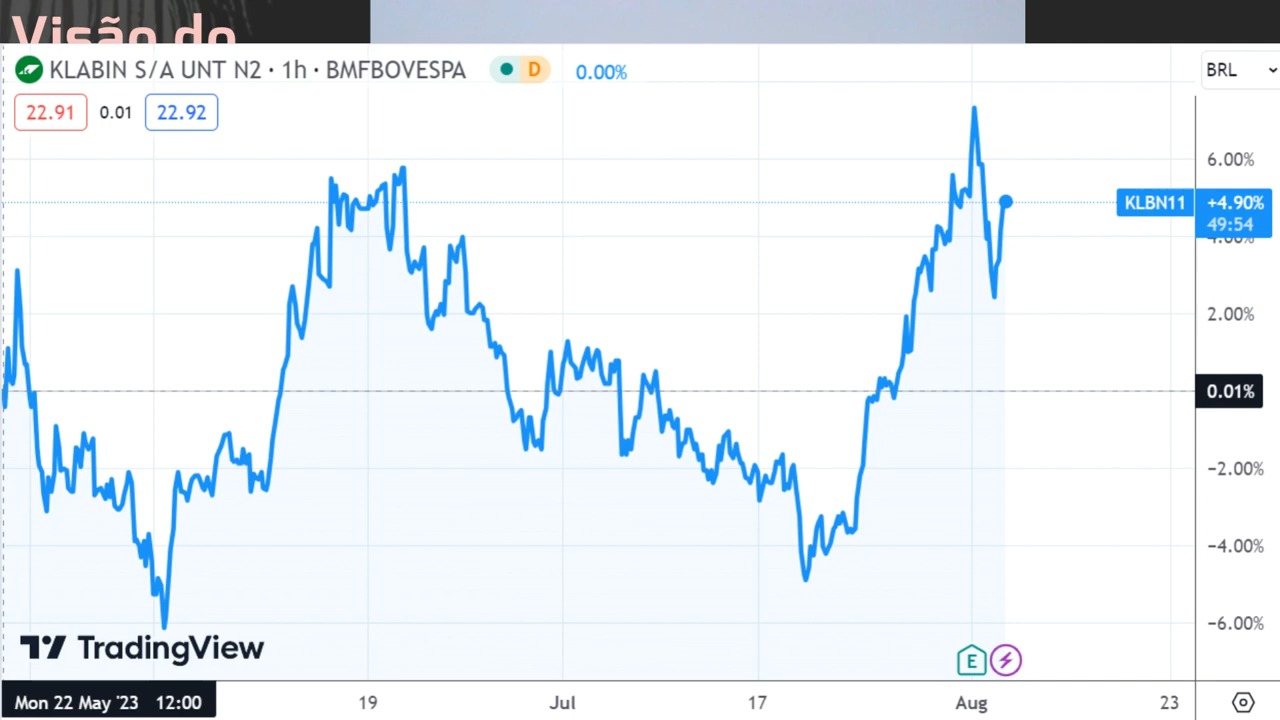 Visão do
KLABIN S/A UNT N2 · 1h · BMFBOVESPA D 0.00% BRL
22.91 0.01 22.92
6.00%
KLBN11 +4.90%
49:54
4.00%
2.00%
0.01%
−2.00%
−4.00%
−6.00%
TradingView
E
Mon 22 May '23 12:00 19 Jul 17 Aug 23